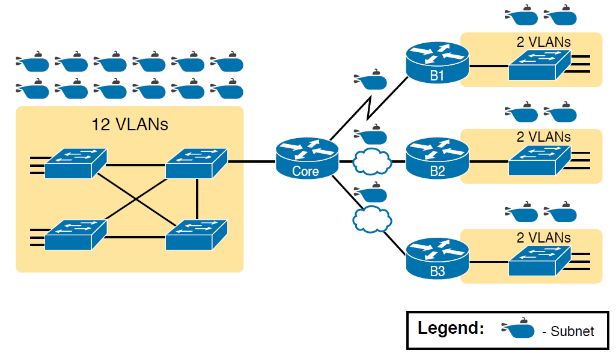 2 VLANs
B1
12 VLANs
2 VLANs
Core
B2
2 VLANs
B3
Legend: - Subnet